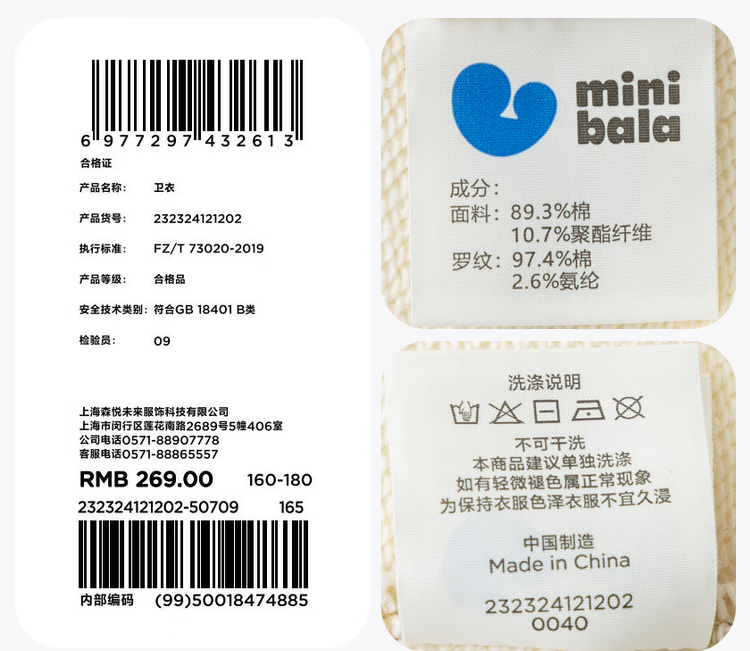 6 977297 432613
合格证
产品名称： 卫衣
产品货号： 232324121202
执行标准： FZ/T 73020-2019
产品等级： 合格品
安全技术类别：符合GB 18401 B类
检验员： 09
上海森悦未来服饰科技有限公司
上海市闵行区莲花南路2689号5幢406室
公司电话0571-88907778
客服电话0571-88865557
RMB 269.00 160-180
232324121202-50709 165
内部编码 (99)50018474885
mini
bala
成分：
面料：89.3%棉
10.7%聚酯纤维
罗纹：97.4%棉
2.6%氨纶
洗涤说明
不可干洗
本商品建议单独洗涤
如有轻微褪色属正常现象
为保持衣服色泽衣服不宜久浸
中国制造
Made in China
232324121202
0040